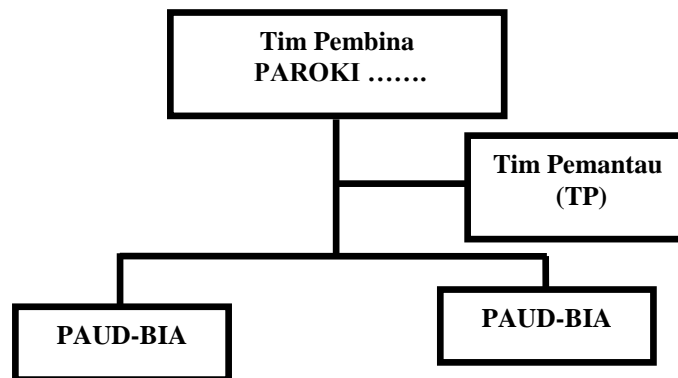 Tim Pembina
PAROKI …….
Tim Pemantau
(TP)
PAUD-BIA
PAUD-BIA